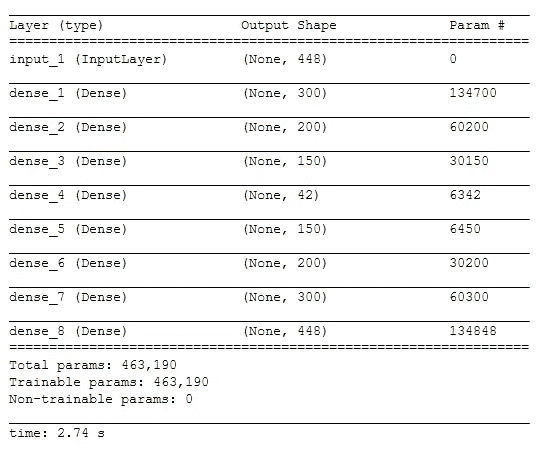 Layer (type) Output Shape Param #
input_1 (InputLayer) (None, 448) 0
dense_1 (Dense) (None, 300) 134700
dense_2 (Dense) (None, 200) 60200
dense_3 (Dense) (None, 150) 30150
dense_4 (Dense) (None, 42) 6342
dense_5 (Dense) (None, 150) 6450
dense_6 (Dense) (None, 200) 30200
dense_7 (Dense) (None, 300) 60300
dense_8 (Dense) (None, 448) 134848
Total params: 463,190
Trainable params: 463,190
Non-trainable params: 0
time: 2.74 s